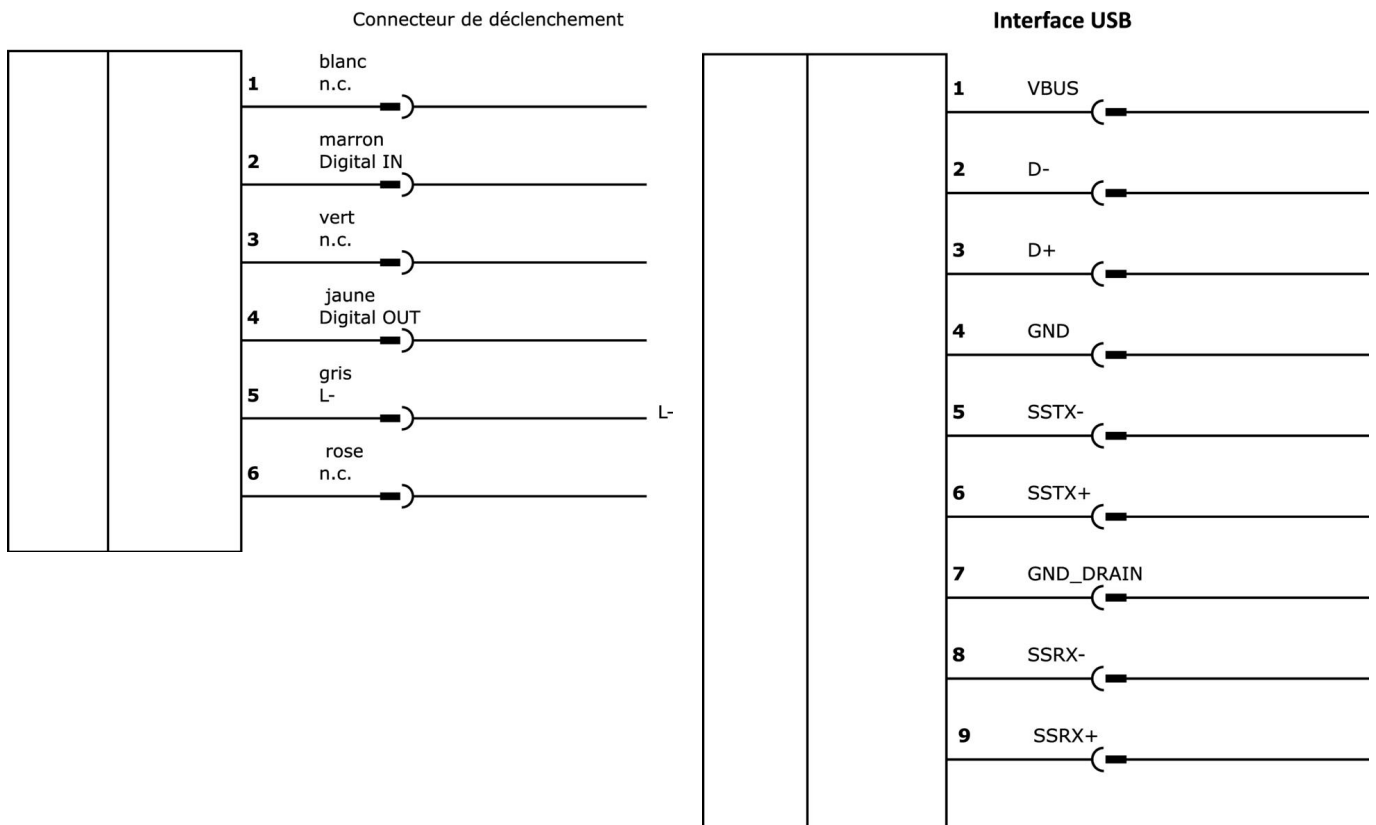 Connecteur de déclenchement
blanc
1 n.c.
marron
2 Digital IN
vert
3 n.c.
jaune
4 Digital OUT
gris
5 L-
L-
rose
6 n.c.
Interface USB
1 VBUS
2 D-
3 D+
4 GND
5 SSTX-
6 SSTX+
7 GND_DRAIN
8 SSRX-
9 SSRX+